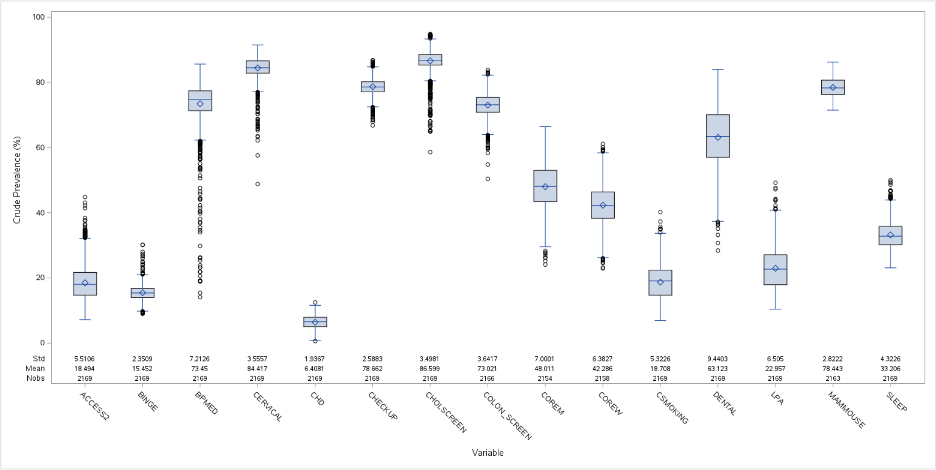 100
80
60
40
20
0
Crude Prevalence (%)
Std 5.5106 2.3509 7.2126 3.5557 1.9367 2.5883 3.4981 3.6417 7.0001 6.3827 5.3226 9.4403 6.505 2.8222 4.3226
Mean 18.494 15.452 73.45 84.417 6.4081 78.662 86.599 73.021 48.011 42.286 18.708 63.123 22.957 78.443 33.206
Nobs 2169 2169 2169 2169 2169 2169 2169 2166 2154 2158 2169 2169 2169 2163 2169
ACCESS2 BINGE BPMED CERVICAL CHD CHECKUP CHOLSCREEN COLON_SCREEN COREM COREW CSMOKING DENTAL LPA MAMMOUSE SLEEP
Variable